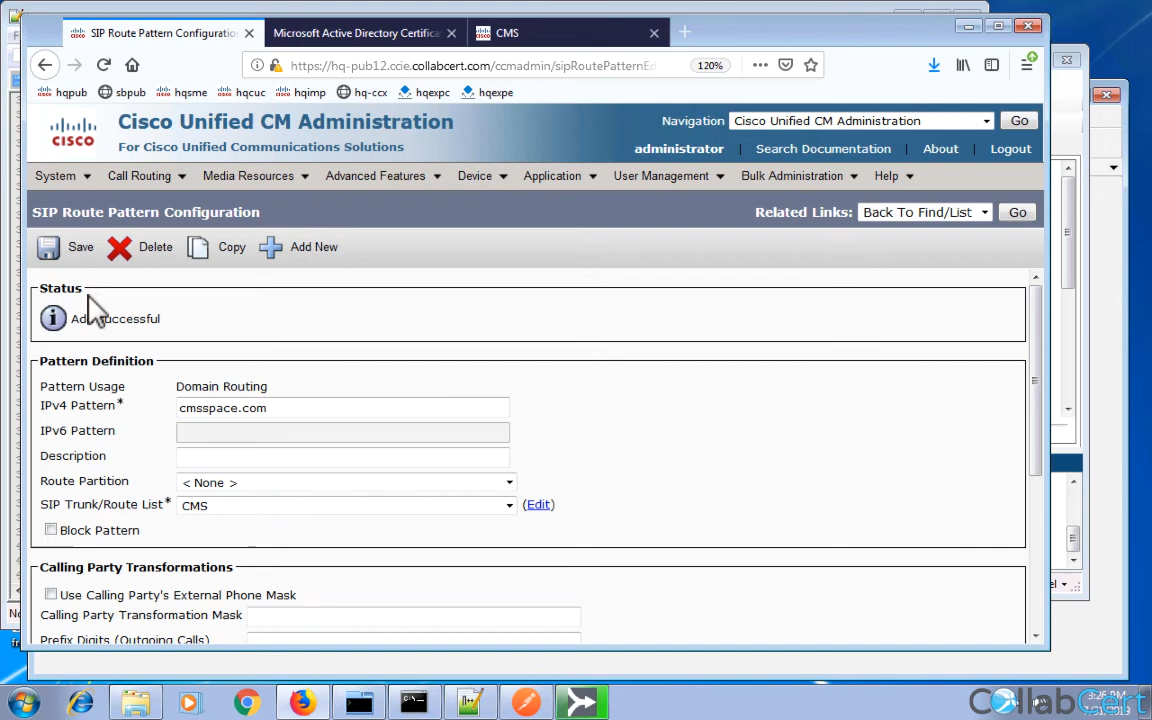 SIP Route Pattern Configuration
Microsoft Active Directory Certifica
CMS
https://hq-pub12.ccie.collabcert.com/ccmadmin/sipRoutePatternEd
120%
hqpub
sbpub
hqsme
hqcuc
hqimp
hq-ccx
hqexpc
hqexpe
CISCO
Cisco Unified CM Administration
For Cisco Unified Communications Solutions
Navigation
Cisco Unified CM Administration
Go
administrator
Search Documentation
About
Logout
System
Call Routing
Media Resources
Advanced Features
Device
Application
User Management
Bulk Administration
Help
SIP Route Pattern Configuration
Related Links:
Back To Find/List
Go
Save
Delete
Copy
Add New
Status
Add successful
Pattern Definition
Pattern Usage
Domain Routing
IPv4 Pattern*
cmsspace.com
IPv6 Pattern
Description
Route Partition
< None >
SIP Trunk/Route List*
CMS
(Edit)
Block Pattern
Calling Party Transformations
Use Calling Party's External Phone Mask
Calling Party Transformation Mask
Prefix Digits (Outgoing Calls)
COLLABCERT